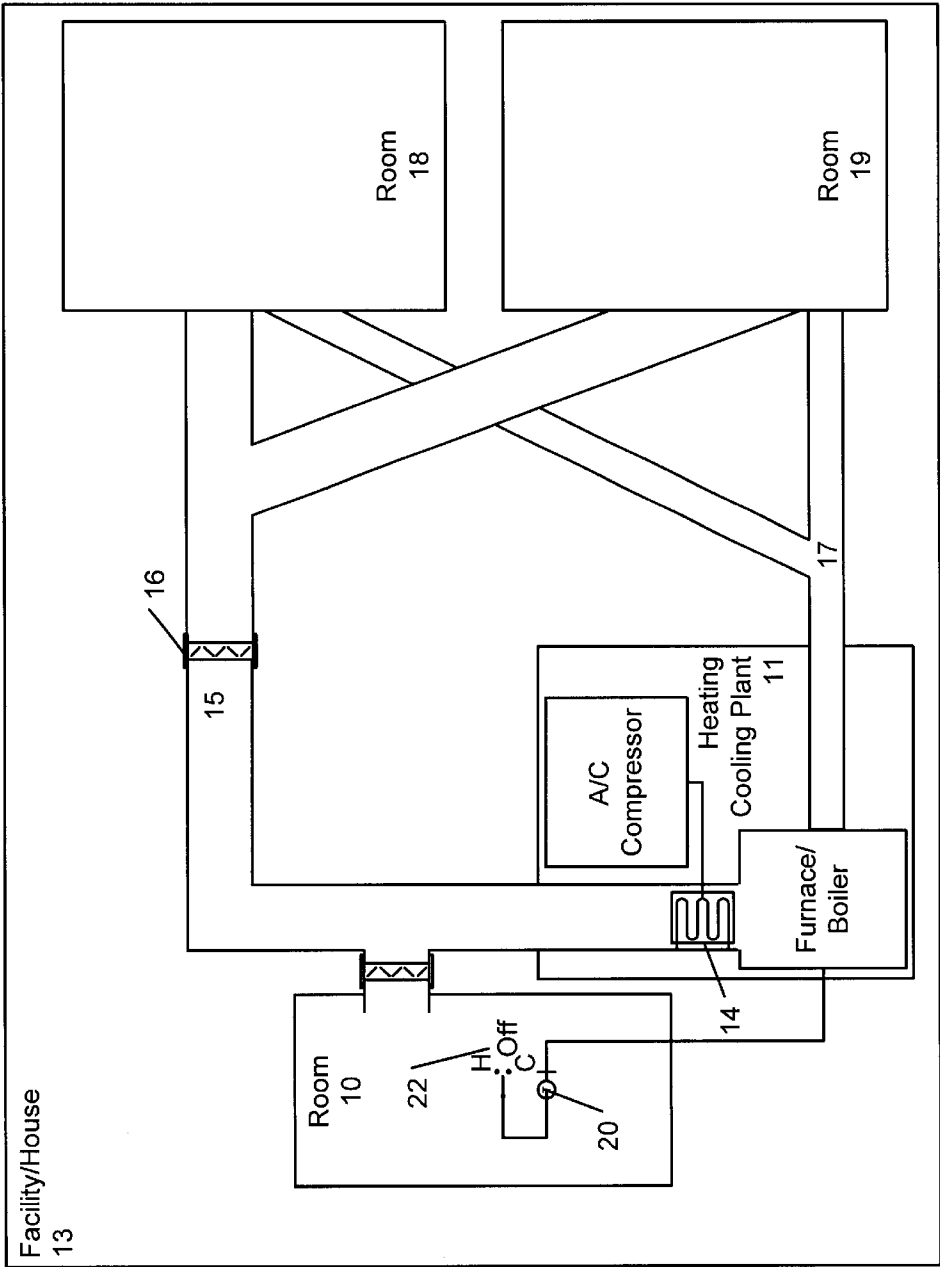 Facility/House
13
Room
10
22
H
Off
C
20
14
Furnace/
Boiler
A/C
Compressor
Heating
Cooling Plant
11
15
16
17
Room
18
Room
19